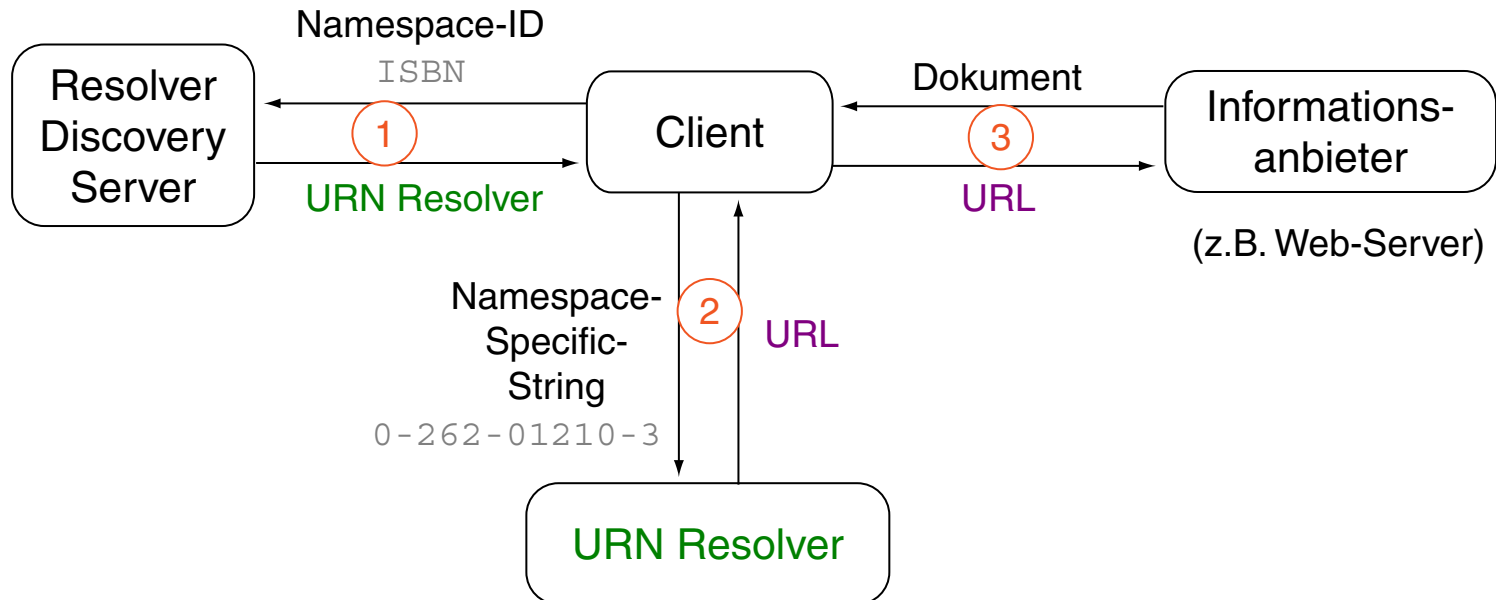 Namespace-ID
ISBN
Resolver
Discovery
Server
1
URN Resolver
Client
Dokument
3
URL
Informations-
anbieter
(z.B. Web-Server)
Namespace-
Specific-
String
0-262-01210-3
2
URL
URN Resolver